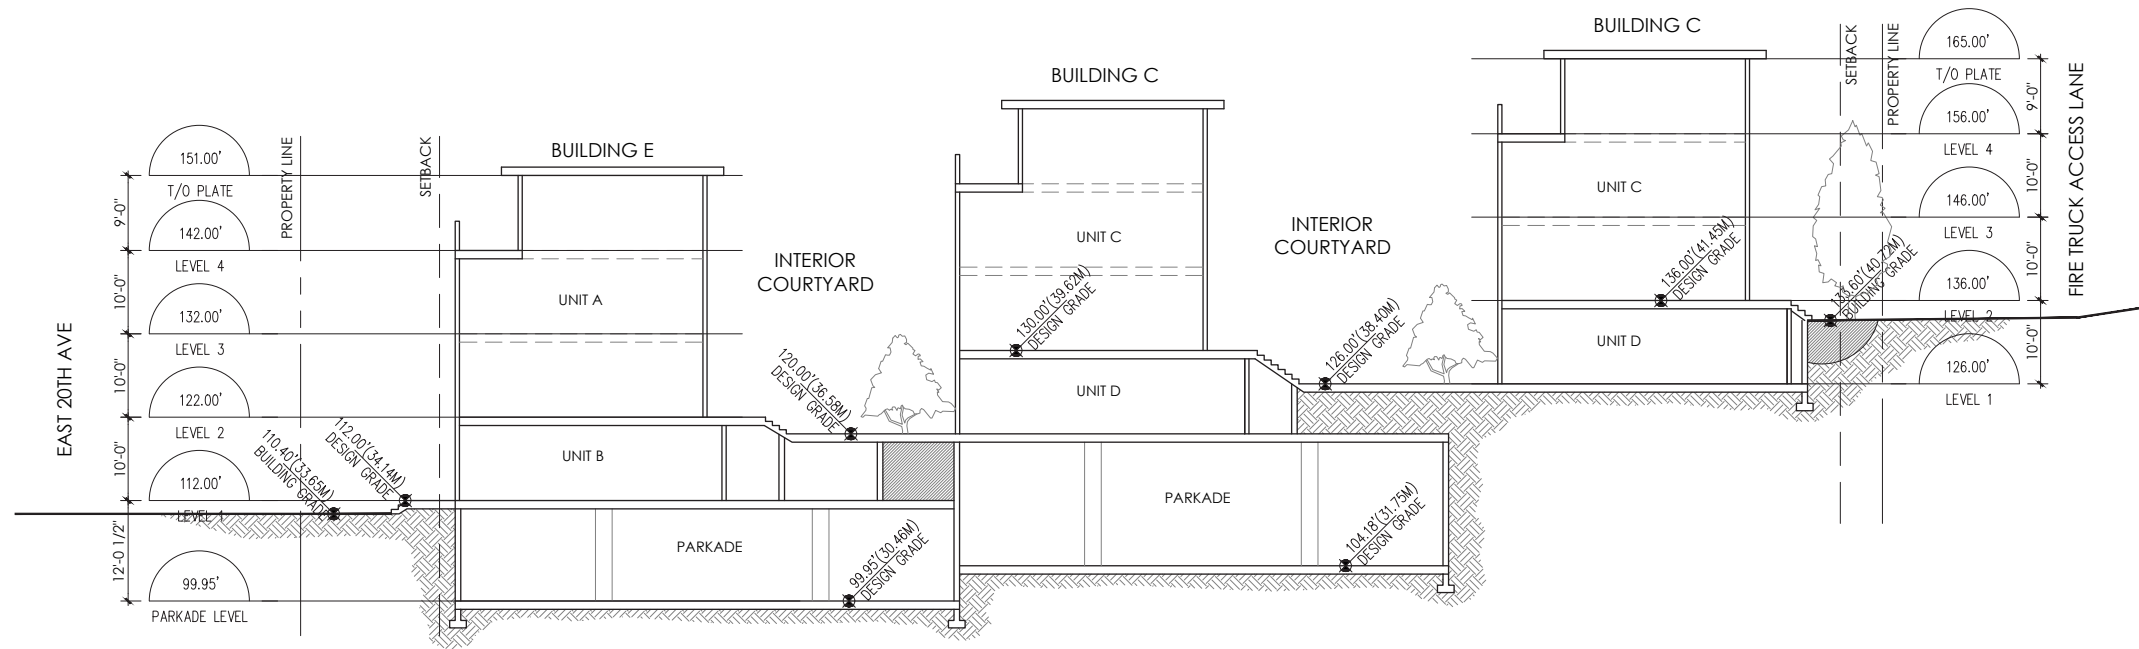 EAST 20TH AVE
151.00'
T/O PLATE
9'-0"
142.00'
LEVEL 4
10'-0"
132.00'
LEVEL 3
10'-0"
122.00'
LEVEL 2
10'-0"
112.00'
LEVEL 1
12'-0 1/2"
99.95'
PARKADE LEVEL
PROPERTY LINE
SETBACK
110.40'(33.65M)
BUILDING GRADE
112.00'(34.14M)
DESIGN GRADE
BUILDING E
UNIT A
UNIT B
PARKADE
99.95'(30.46M)
DESIGN GRADE
INTERIOR
COURTYARD
120.00'(36.58M)
DESIGN GRADE
BUILDING C
UNIT C
130.00'(39.62M)
DESIGN GRADE
UNIT D
PARKADE
104.18'(31.75M)
DESIGN GRADE
INTERIOR
COURTYARD
126.00'(38.40M)
DESIGN GRADE
BUILDING C
UNIT C
136.00'(41.45M)
DESIGN GRADE
UNIT D
133.60'(40.72M)
BUILDING GRADE
SETBACK
PROPERTY LINE
165.00'
T/O PLATE
9'-0"
156.00'
LEVEL 4
10'-0"
146.00'
LEVEL 3
10'-0"
136.00'
LEVEL 2
10'-0"
126.00'
LEVEL 1
FIRE TRUCK ACCESS LANE